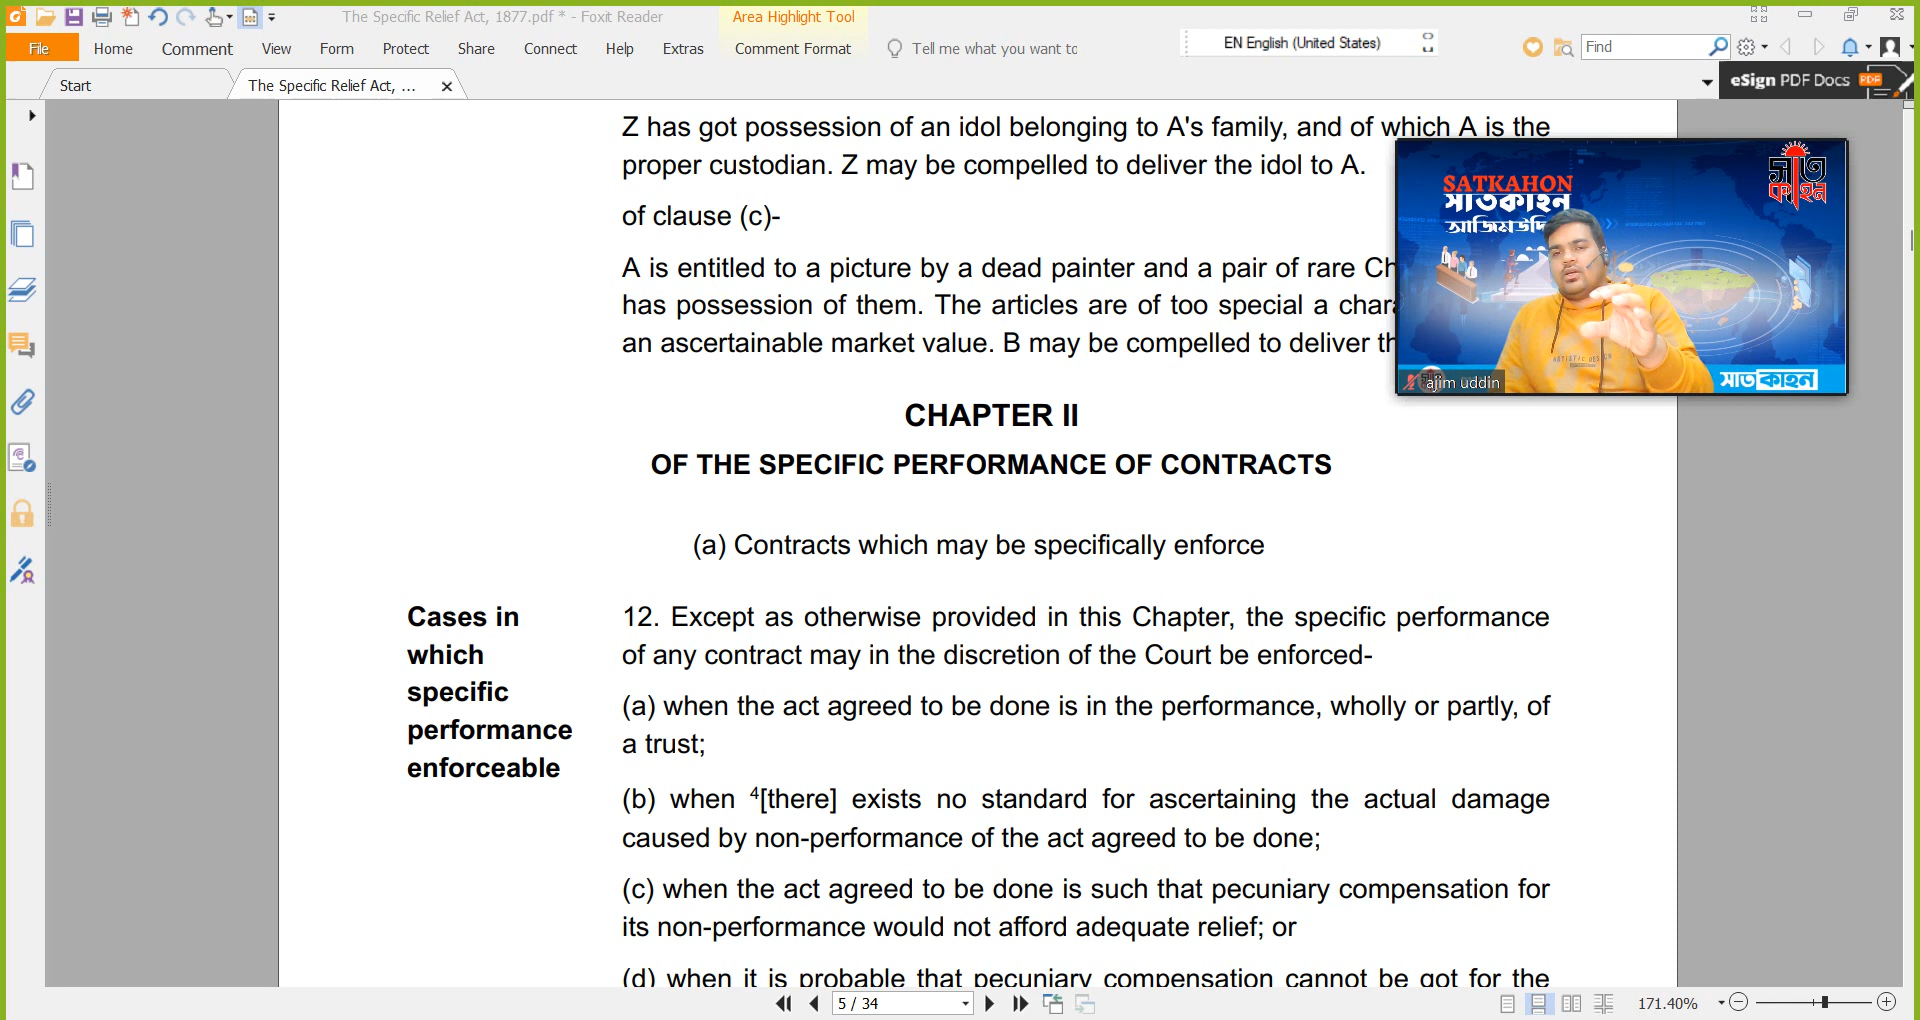 The Specific Relief Act, 1877.pdf * - Foxit Reader
Area Highlight Tool
File
Home
Comment
View
Form
Protect
Share
Connect
Help
Extras
Comment Format
Tell me what you want to
EN English (United States)
Find
Start
The Specific Relief Act, ...
eSign PDF Docs
PDF
Z has got possession of an idol belonging to A's family, and of which A is the
proper custodian. Z may be compelled to deliver the idol to A.
of clause (c)-
A is entitled to a picture by a dead painter and a pair of rare Ch
has possession of them. The articles are of too special a char
an ascertainable market value. B may be compelled to deliver th
SATKAHON
সাতকাহন
আজিম উদ্দি
সাত
কাহন
ARTISTIC DESIGN
ajim uddin
সাতকাহন
CHAPTER II
OF THE SPECIFIC PERFORMANCE OF CONTRACTS
(a) Contracts which may be specifically enforce
Cases in
which
specific
performance
enforceable
12. Except as otherwise provided in this Chapter, the specific performance
of any contract may in the discretion of the Court be enforced-
(a) when the act agreed to be done is in the performance, wholly or partly, of
a trust;
(b) when 4[there] exists no standard for ascertaining the actual damage
caused by non-performance of the act agreed to be done;
(c) when the act agreed to be done is such that pecuniary compensation for
its non-performance would not afford adequate relief; or
(d) when it is probable that pecuniary compensation cannot be got for the
5 / 34
171.40%